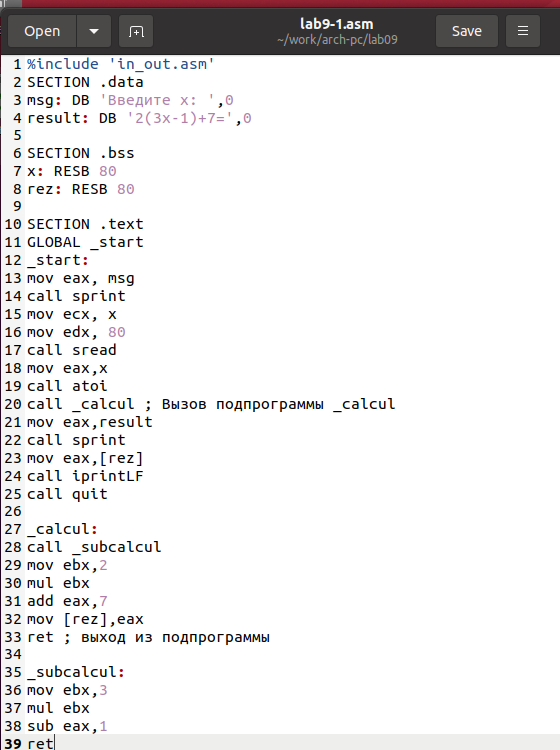 Open
lab9-1.asm
~/work/arch-pc/lab09
Save
1 %include 'in_out.asm'
2 SECTION .data
3 msg: DB 'Введите x: ',0
4 result: DB '2(3x-1)+7=',0
5
6 SECTION .bss
7 x: RESB 80
8 rez: RESB 80
9
10 SECTION .text
11 GLOBAL _start
12 _start:
13 mov eax, msg
14 call sprint
15 mov ecx, x
16 mov edx, 80
17 call sread
18 mov eax,x
19 call atoi
20 call _calcul ; Вызов подпрограммы _calcul
21 mov eax,result
22 call sprint
23 mov eax,[rez]
24 call iprintLF
25 call quit
26
27 _calcul:
28 call _subcalcul
29 mov ebx,2
30 mul ebx
31 add eax,7
32 mov [rez],eax
33 ret ; выход из подпрограммы
34
35 _subcalcul:
36 mov ebx,3
37 mul ebx
38 sub eax,1
39 ret